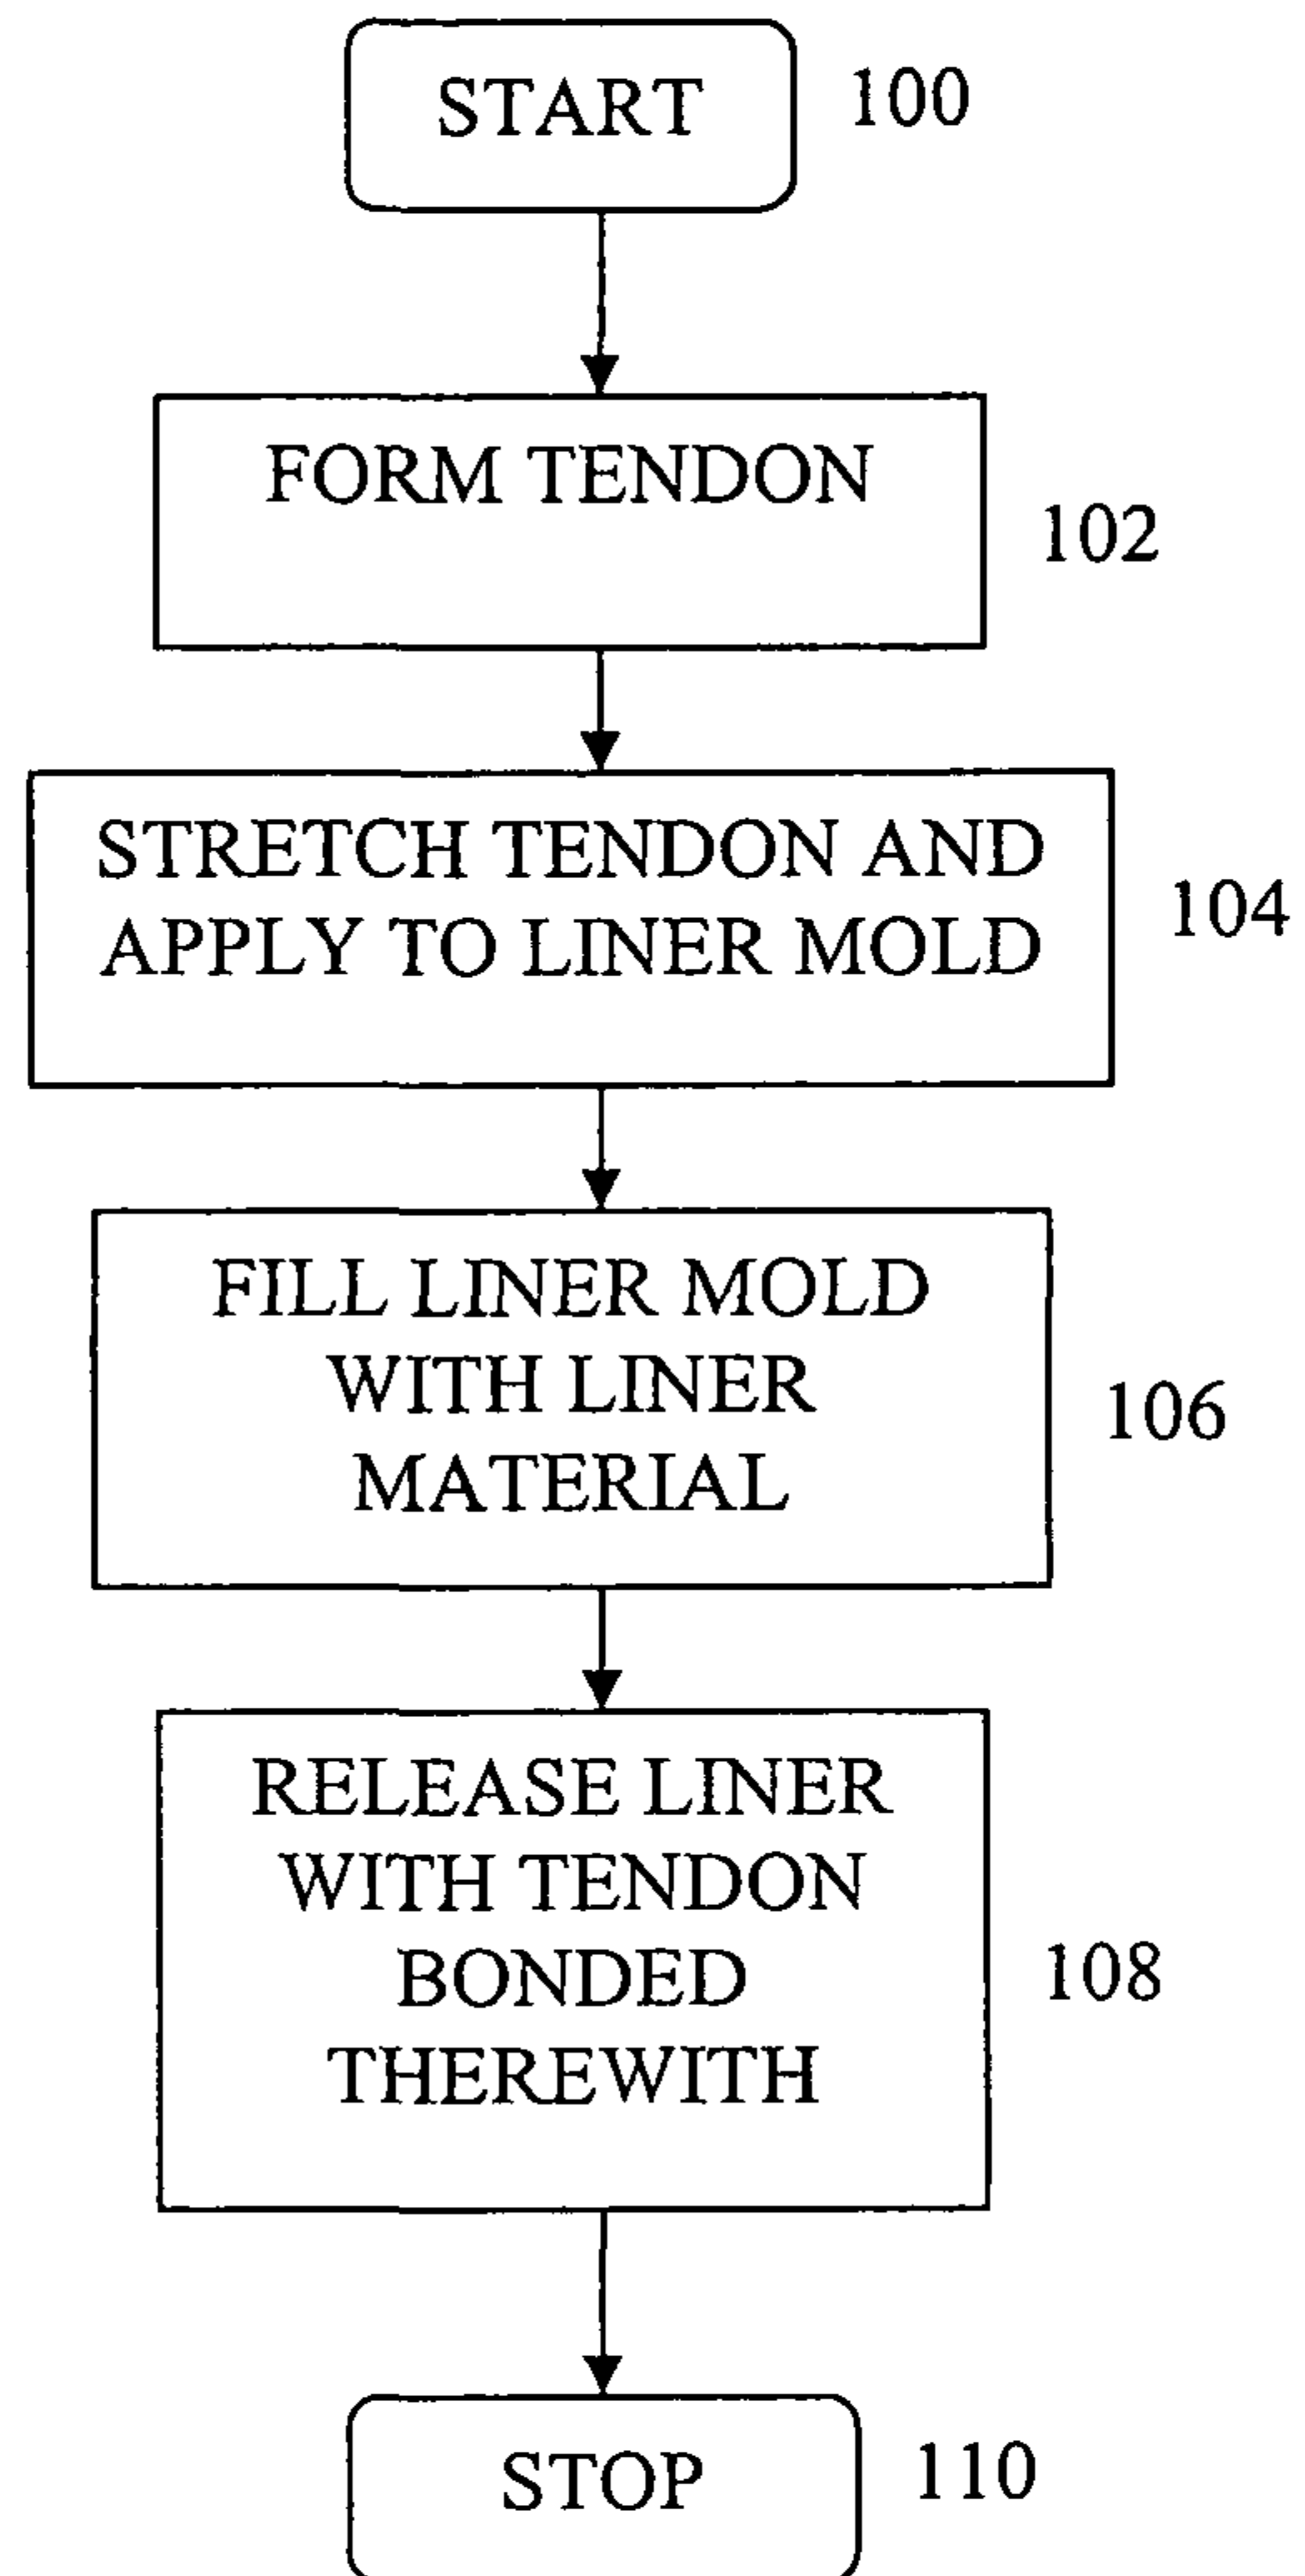 START
100
FORM TENDON
102
STRETCH TENDON AND
APPLY TO LINER MOLD
104
FILL LINER MOLD
WITH LINER
MATERIAL
106
RELEASE LINER
WITH TENDON
BONDED
THEREWITH
108
STOP
110